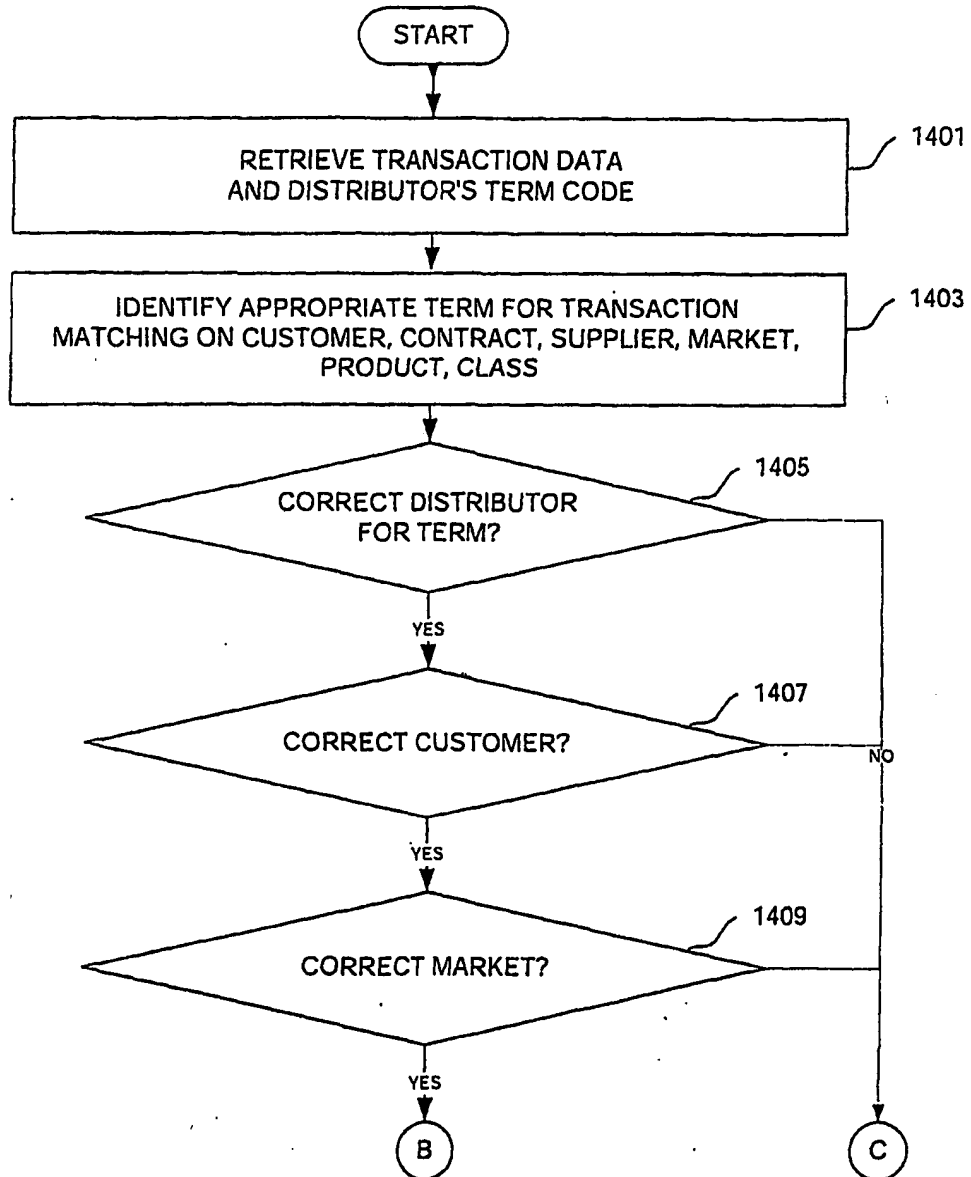 START
RETRIEVE TRANSACTION DATA
AND DISTRIBUTOR'S TERM CODE
1401
IDENTIFY APPROPRIATE TERM FOR TRANSACTION
MATCHING ON CUSTOMER, CONTRACT, SUPPLIER, MARKET,
PRODUCT, CLASS
1403
CORRECT DISTRIBUTOR
FOR TERM?
1405
YES
CORRECT CUSTOMER?
1407
NO
YES
CORRECT MARKET?
1409
YES
B
C